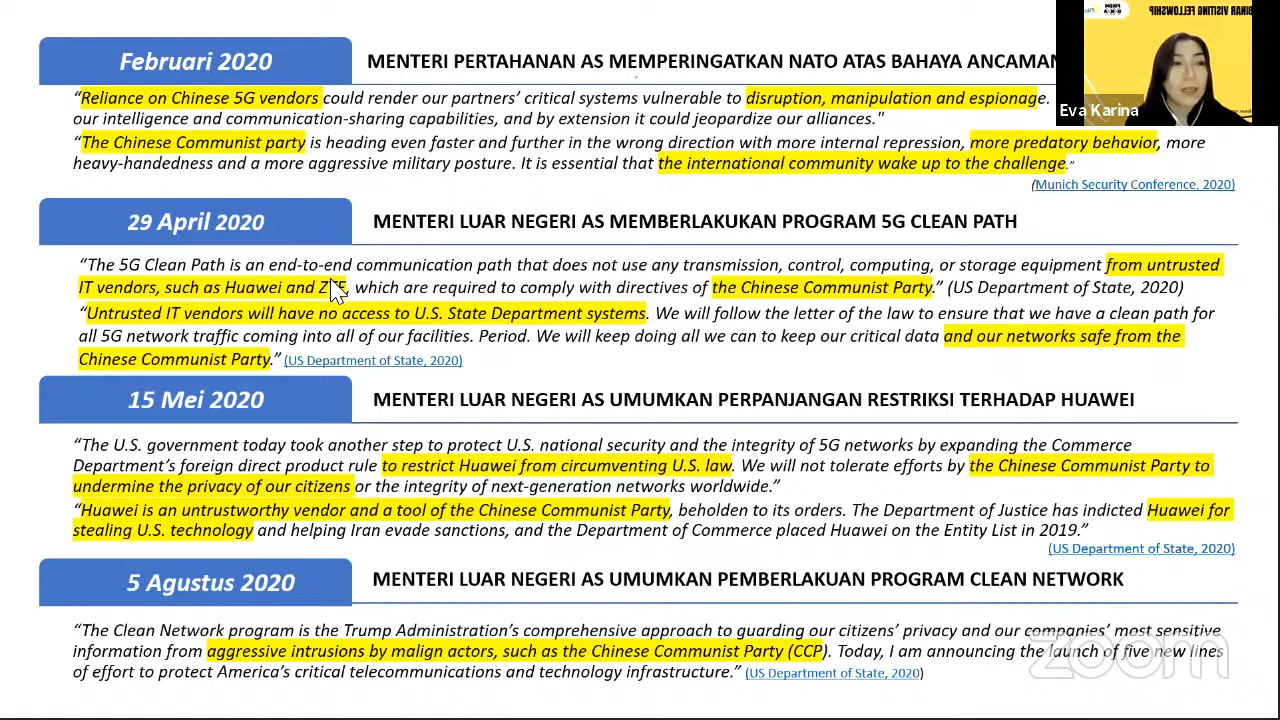 Februari 2020
MENTERI PERTAHANAN AS MEMPERINGATKAN NATO ATAS BAHAYA ANCAMAN
“Reliance on Chinese 5G vendors could render our partners’ critical systems vulnerable to disruption, manipulation and espionage.
our intelligence and communication-sharing capabilities, and by extension it could jeopardize our alliances."
“The Chinese Communist party is heading even faster and further in the wrong direction with more internal repression, more predatory behavior, more
heavy-handedness and a more aggressive military posture. It is essential that the international community wake up to the challenge.”
(Munich Security Conference, 2020)
29 April 2020
MENTERI LUAR NEGERI AS MEMBERLAKUKAN PROGRAM 5G CLEAN PATH
“The 5G Clean Path is an end-to-end communication path that does not use any transmission, control, computing, or storage equipment from untrusted
IT vendors, such as Huawei and ZTE, which are required to comply with directives of the Chinese Communist Party.” (US Department of State, 2020)
“Untrusted IT vendors will have no access to U.S. State Department systems. We will follow the letter of the law to ensure that we have a clean path for
all 5G network traffic coming into all of our facilities. Period. We will keep doing all we can to keep our critical data and our networks safe from the
Chinese Communist Party.” (US Department of State, 2020)
15 Mei 2020
MENTERI LUAR NEGERI AS UMUMKAN PERPANJANGAN RESTRIKSI TERHADAP HUAWEI
“The U.S. government today took another step to protect U.S. national security and the integrity of 5G networks by expanding the Commerce
Department’s foreign direct product rule to restrict Huawei from circumventing U.S. law. We will not tolerate efforts by the Chinese Communist Party to
undermine the privacy of our citizens or the integrity of next-generation networks worldwide.”
“Huawei is an untrustworthy vendor and a tool of the Chinese Communist Party, beholden to its orders. The Department of Justice has indicted Huawei for
stealing U.S. technology and helping Iran evade sanctions, and the Department of Commerce placed Huawei on the Entity List in 2019.”
(US Department of State, 2020)
5 Agustus 2020
MENTERI LUAR NEGERI AS UMUMKAN PEMBERLAKUAN PROGRAM CLEAN NETWORK
“The Clean Network program is the Trump Administration’s comprehensive approach to guarding our citizens’ privacy and our companies’ most sensitive
information from aggressive intrusions by malign actors, such as the Chinese Communist Party (CCP). Today, I am announcing the launch of five new lines
of effort to protect America’s critical telecommunications and technology infrastructure.” (US Department of State, 2020)
Eva Karina
VISITING FELLOWSHIP
zoom